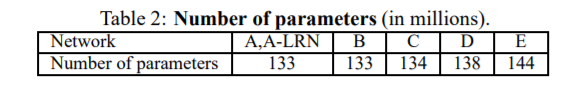 Table 2: Number of parameters (in millions).
Network A,A-LRN B C D E
Number of parameters 133 133 134 138 144